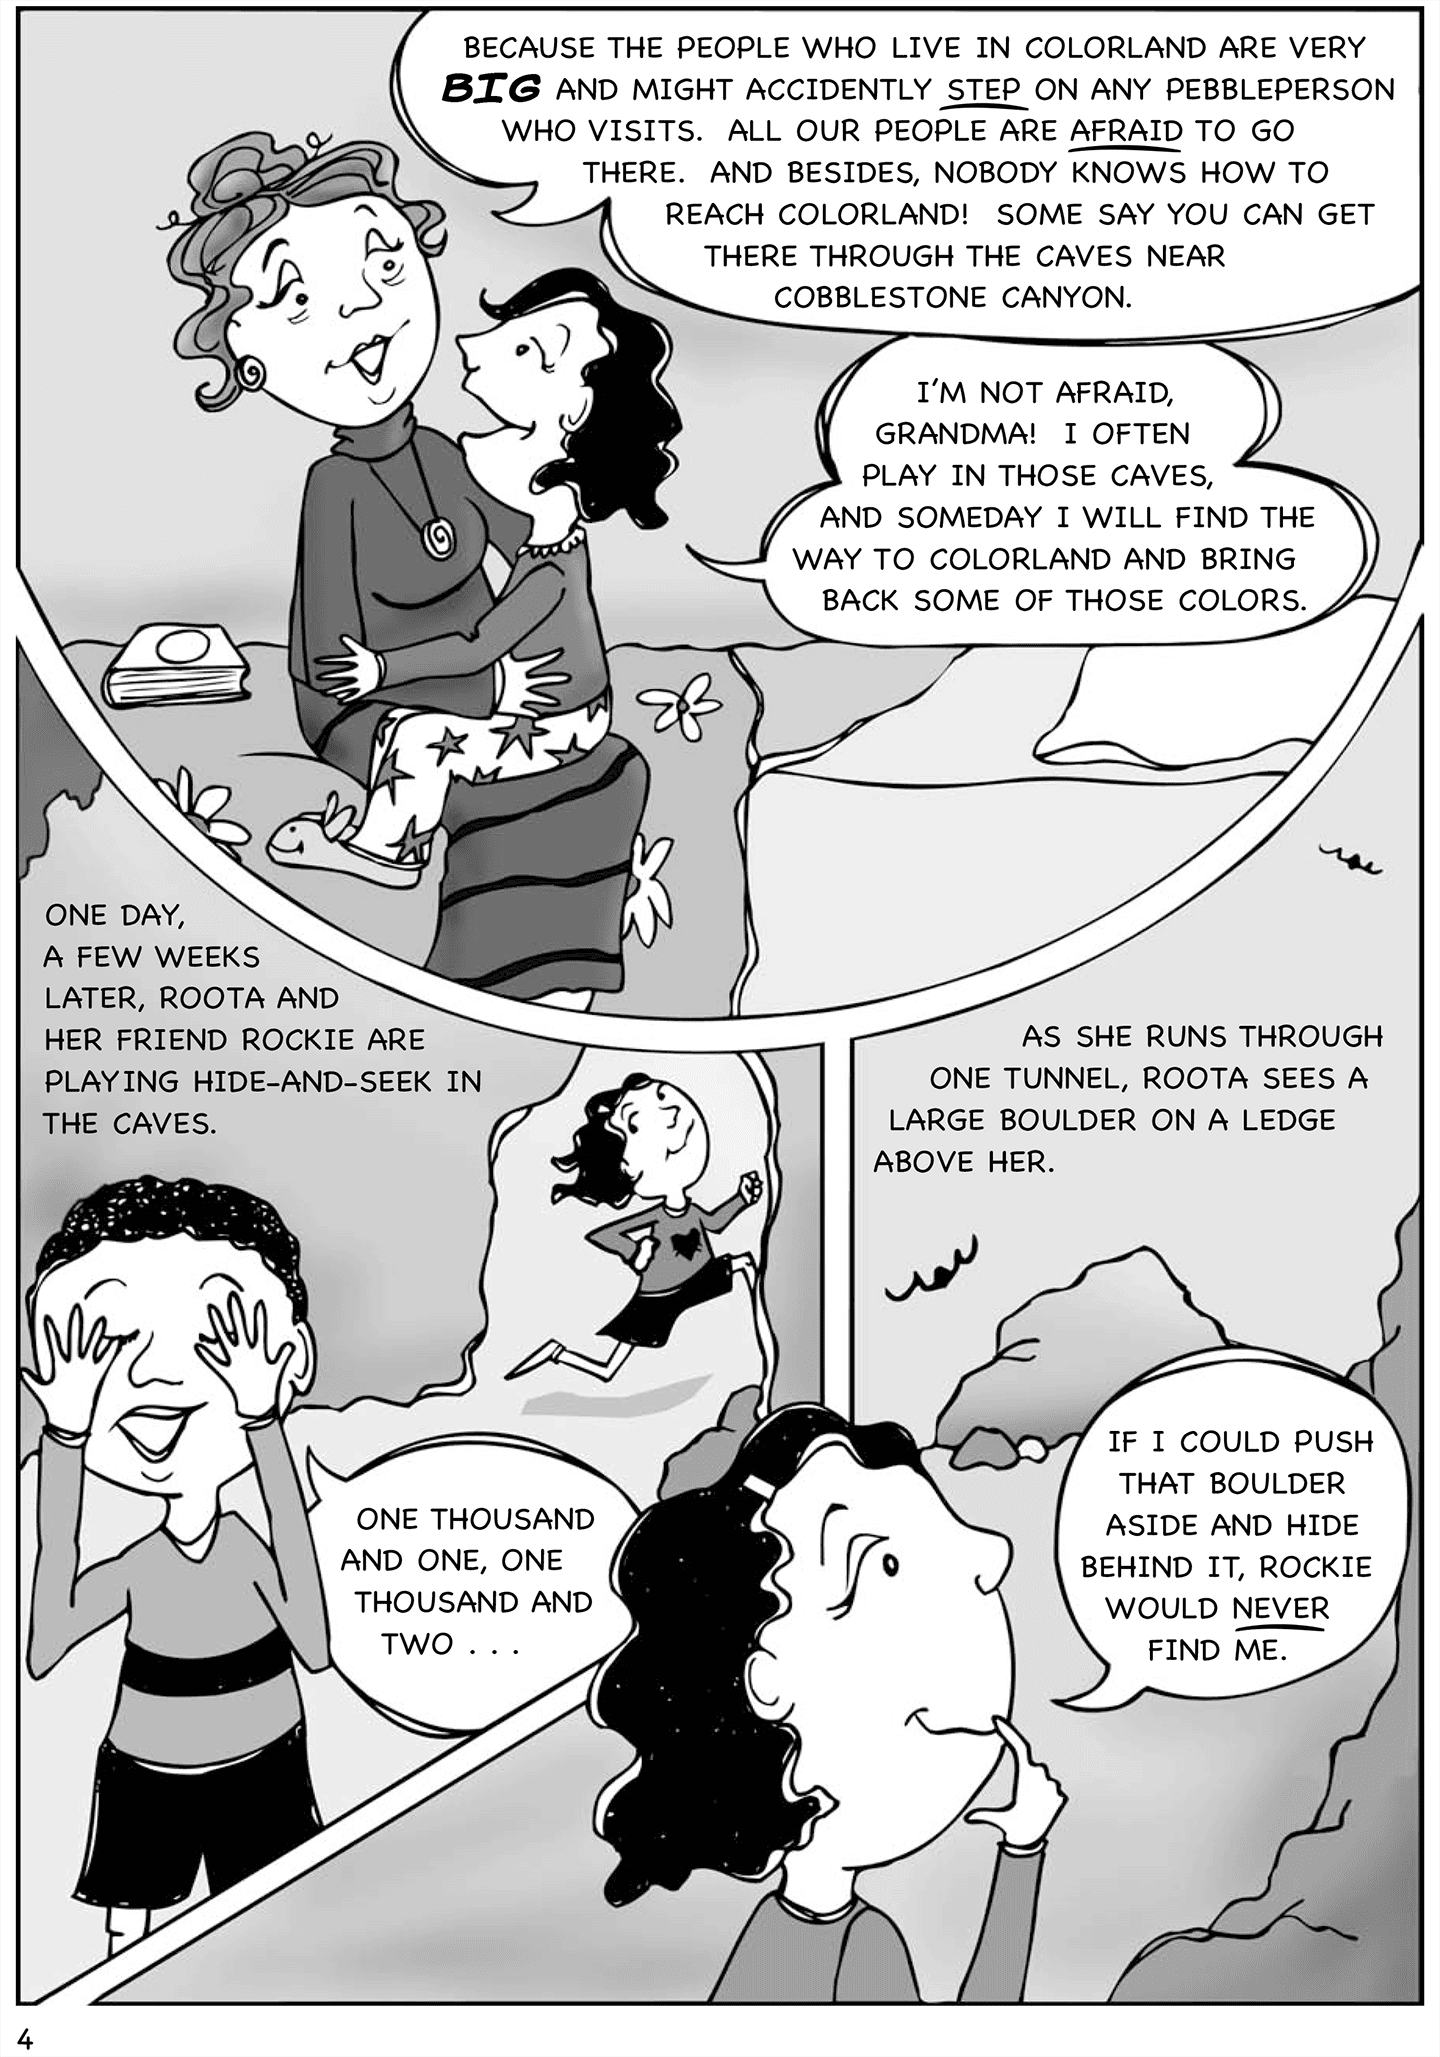 BECAUSE THE PEOPLE WHO LIVE IN COLORLAND ARE VERY
BIG AND MIGHT ACCIDENTLY STEP ON ANY PEBBLEPERSON
WHO VISITS. ALL OUR PEOPLE ARE AFRAID TO GO
THERE. AND BESIDES, NOBODY KNOWS HOW TO
REACH COLORLAND! SOME SAY YOU CAN GET
THERE THROUGH THE CAVES NEAR
COBBLESTONE CANYON.
I'M NOT AFRAID,
GRANDMA! I OFTEN
PLAY IN THOSE CAVES,
AND SOMEDAY I WILL FIND THE
WAY TO COLORLAND AND BRING
BACK SOME OF THOSE COLORS.
ONE DAY,
A FEW WEEKS
LATER, ROOTA AND
HER FRIEND ROCKIE ARE
PLAYING HIDE-AND-SEEK IN
THE CAVES.
ONE THOUSAND
AND ONE, ONE
THOUSAND AND
TWO . . .
AS SHE RUNS THROUGH
ONE TUNNEL, ROOTA SEES A
LARGE BOULDER ON A LEDGE
ABOVE HER.
IF I COULD PUSH
THAT BOULDER
ASIDE AND HIDE
BEHIND IT, ROCKIE
WOULD NEVER
FIND ME.
4